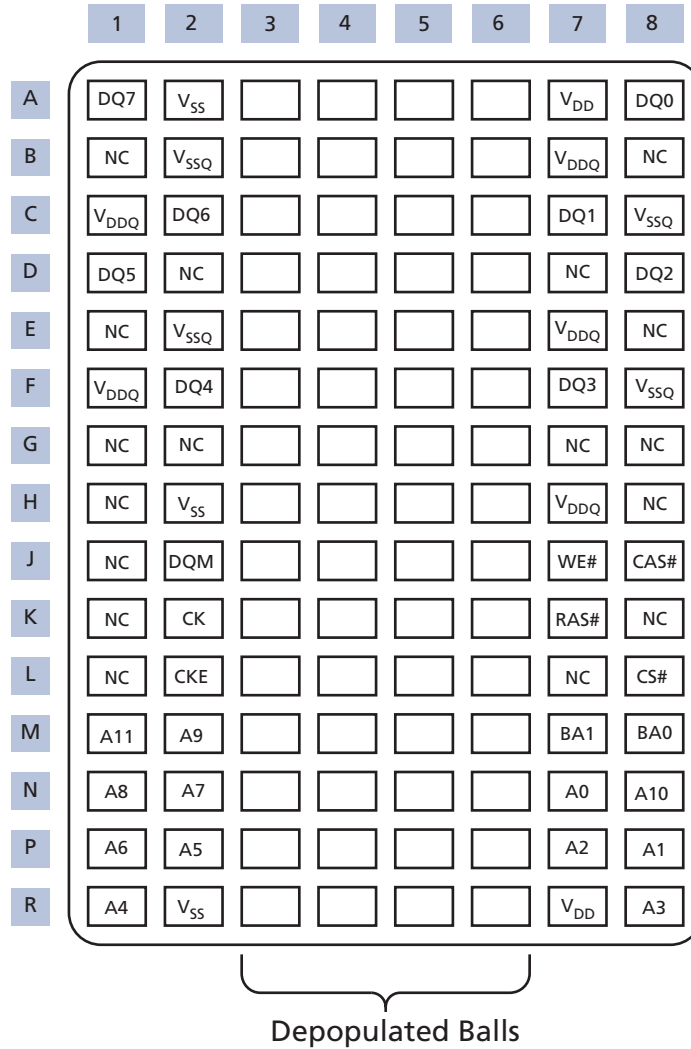 1 2 3 4 5 6 7 8
A DQ7 VSS VDD DQ0
B NC VSSQ VDDQ NC
C VDDQ DQ6 DQ1 VSSQ
D DQ5 NC NC DQ2
E NC VSSQ VDDQ NC
F VDDQ DQ4 DQ3 VSSQ
G NC NC NC NC
H NC VSS VDDQ NC
J NC DQM WE# CAS#
K NC CK RAS# NC
L NC CKE NC CS#
M A11 A9 BA1 BA0
N A8 A7 A0 A10
P A6 A5 A2 A1
R A4 VSS VDD A3
Depopulated Balls